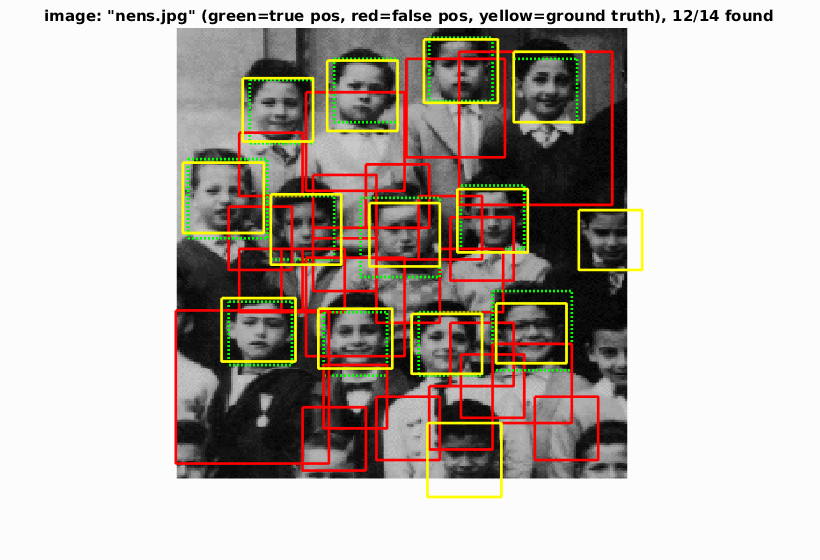 image: "nens.jpg" (green=true pos, red=false pos, yellow=ground truth), 12/14 found